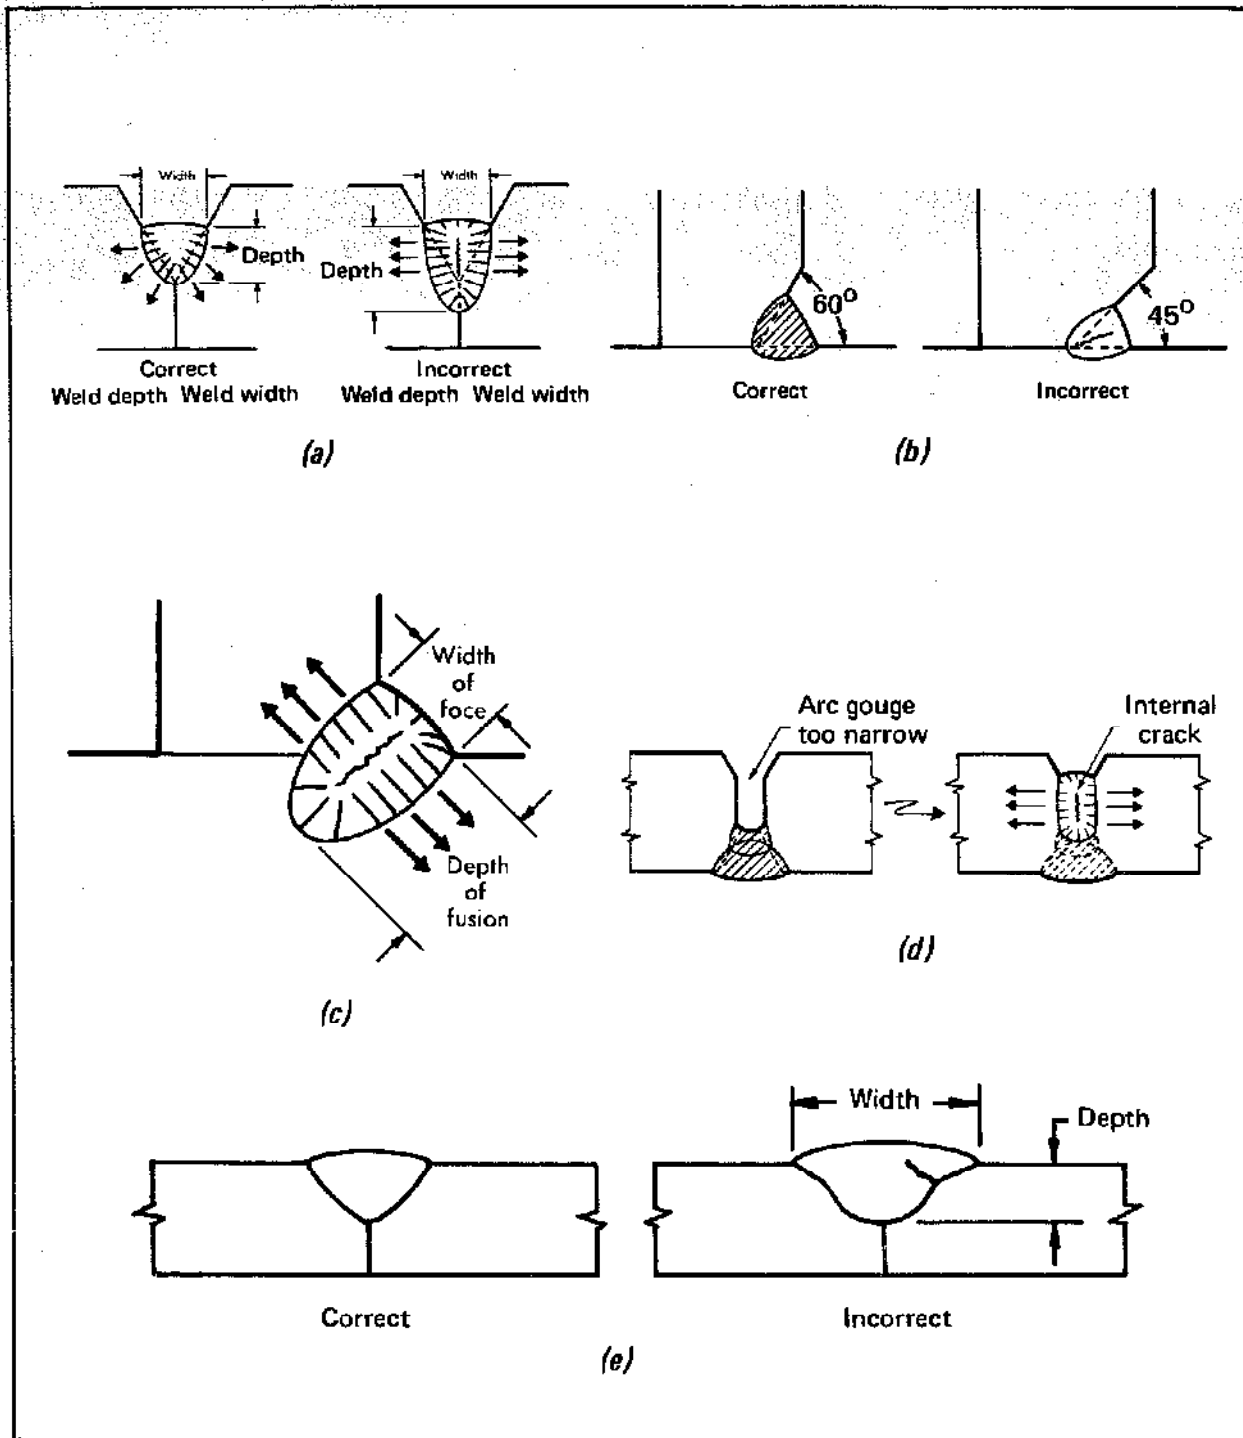 Width
Depth
Correct
Weld depth Weld width
Width
Depth
Incorrect
Weld depth Weld width
(a)
60°
Correct
45°
Incorrect
(b)
Width
of
face
Depth
of
fusion
(c)
Arc gouge
too narrow
Internal
crack
(d)
Correct
Width
Depth
Incorrect
(e)